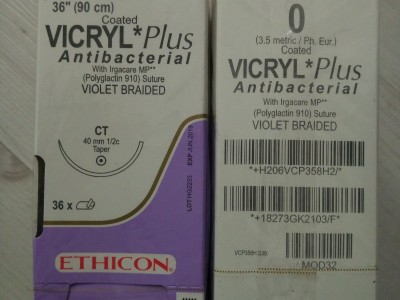 36" (90 cm)
Coated
VICRYL*Plus
Antibacterial
With Irgacare MP**
(Polyglactin 910) Suture
VIOLET BRAIDED
CT
40 mm 1/2c
Taper
36 x
ETHICON
0
(3.5 metric / Ph. Eur.)
Coated
VICRYL*Plus
Antibacterial
With Irgacare MP**
(Polyglactin 910) Suture
VIOLET BRAIDED
*+H206VCP358H2/*
*+18273GK2103/F*
MOD32